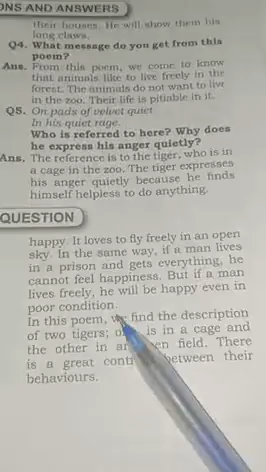 NS AND ANSWERS
their houses. He will show them his
long claws.
Q4. What message do you get from this
poem?
Ans. From this poem, we come to know
that animals like to live freely in the
forest. The animals do not want to live
in the zoo. Their life is pitiable in it.
Q5. On pads of velvet quiet
In his quiet rage.
Who is referred to here? Why does
he express his anger quietly?
Ans. The reference is to the tiger, who is in
a cage in the zoo. The tiger expresses
his anger quietly because he finds
himself helpless to do anything.
QUESTION
happy. It loves to fly freely in an open
sky. In the same way, if a man lives
in a prison and gets everything, he
cannot feel happiness. But if a man
lives freely, he will be happy even in
poor condition.
In this poem, we find the description
of two tigers; is in a cage and
the other in field. There
is a great between their
behaviours.